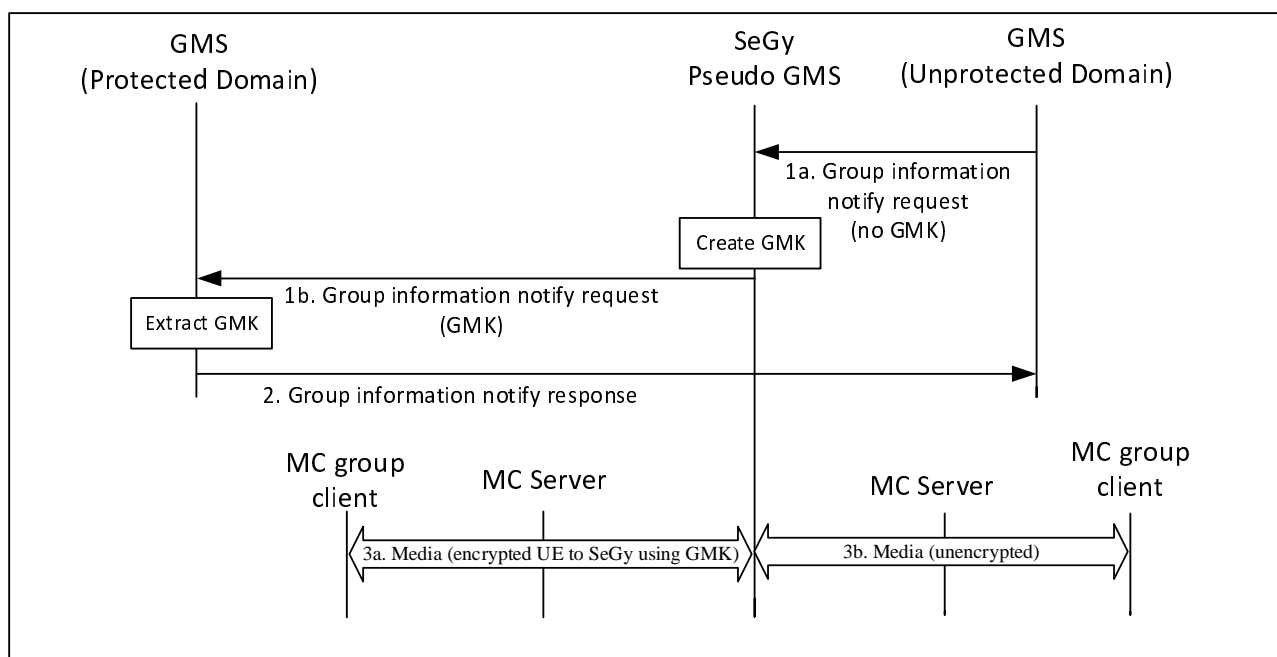 GMS
(Protected Domain)
SeGy
Pseudo GMS
GMS
(Unprotected Domain)
1a. Group information
notify request
(no GMK)
Create GMK
1b. Group information notify request
(GMK)
Extract GMK
2. Group information notify response
MC group
client
MC Server
MC Server
MC group
client
3a. Media (encrypted UE to SeGy using GMK)
3b. Media (unencrypted)